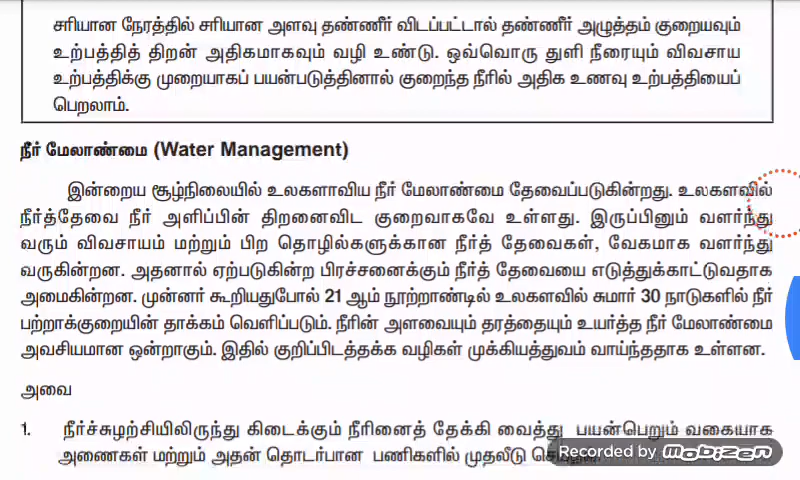 சரியான நேரத்தில் சரியான அளவு தண்ணீர் விடப்பட்டால் தண்ணீர் அழுத்தம் குறையவும்
உற்பத்தித் திறன் அதிகமாகவும் வழி உண்டு. ஒவ்வொரு துளி நீரையும் விவசாய
உற்பத்திக்கு முறையாகப் பயன்படுத்தினால் குறைந்த நீரில் அதிக உணவு உற்பத்தியைப்
பெறலாம்.
நீர் மேலாண்மை (Water Management)
இன்றைய சூழ்நிலையில் உலகளாவிய நீர் மேலாண்மை தேவைப்படுகின்றது. உலகளவில்
நீர்த்தேவை நீர் அளிப்பின் திறனைவிட குறைவாகவே உள்ளது. இருப்பினும் வளர்ந்து
வரும் விவசாயம் மற்றும் பிற தொழில்களுக்கான நீர்த் தேவைகள், வேகமாக வளர்ந்து
வருகின்றன. அதனால் ஏற்படுகின்ற பிரச்சனைக்கும் நீர்த் தேவையை எடுத்துக்காட்டுவதாக
அமைகின்றன. முன்னர் கூறியதுபோல் 21 ஆம் நூற்றாண்டில் உலகளவில் சுமார் 30 நாடுகளில் நீர்
பற்றாக்குறையின் தாக்கம் வெளிப்படும். நீரின் அளவையும் தரத்தையும் உயர்த்த நீர் மேலாண்மை
அவசியமான ஒன்றாகும். இதில் குறிப்பிடத்தக்க வழிகள் முக்கியத்துவம் வாய்ந்ததாக உள்ளன.
அவை
1. நீர்ச்சுழற்சியிலிருந்து கிடைக்கும் நீரினைத் தேக்கி வைத்து பயன்பெறும் வகையாக
அணைகள் மற்றும் அதன் தொடர்பான பணிகளில் முதலீடு
Recorded by mobizen